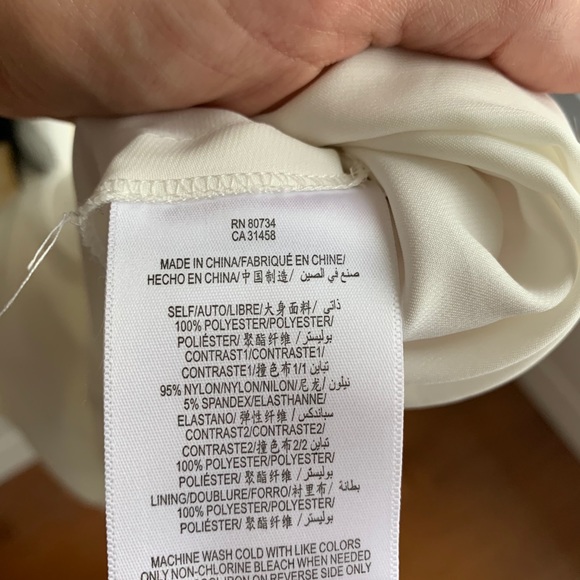 RN 80734
CA 31458
MADE IN CHINA/FABRIQUÉ EN CHINE/
HECHO EN CHINA/中国制造/ صنع في الصين
SELF/AUTO/LIBRE/大身面料/ ذاتي
100% POLYESTER/POLYESTER/
POLIÉSTER/ 聚酯纤维 / بوليستر
CONTRAST1/CONTRASTE1/
CONTRASTE1/撞色布1/ تباين 1
95% NYLON/NYLON/NILON/尼龙/ نيلون
5% SPANDEX/ELASTHANNE/
ELASTANO/ 弹性纤维 / سباندكس
CONTRAST2/CONTRASTE2/
CONTRASTE2/撞色布2/ تباين 2
100% POLYESTER/POLYESTER/
POLIÉSTER/ 聚酯纤维 / بوليستر
LINING/DOUBLURE/FORRO/衬里布/ بطانة
100% POLYESTER/POLYESTER/
POLIÉSTER/ 聚酯纤维 / بوليستر
MACHINE WASH COLD WITH LIKE COLORS
ONLY NON-CHLORINE BLEACH WHEN NEEDED
IRON ON REVERSE SIDE ONLY